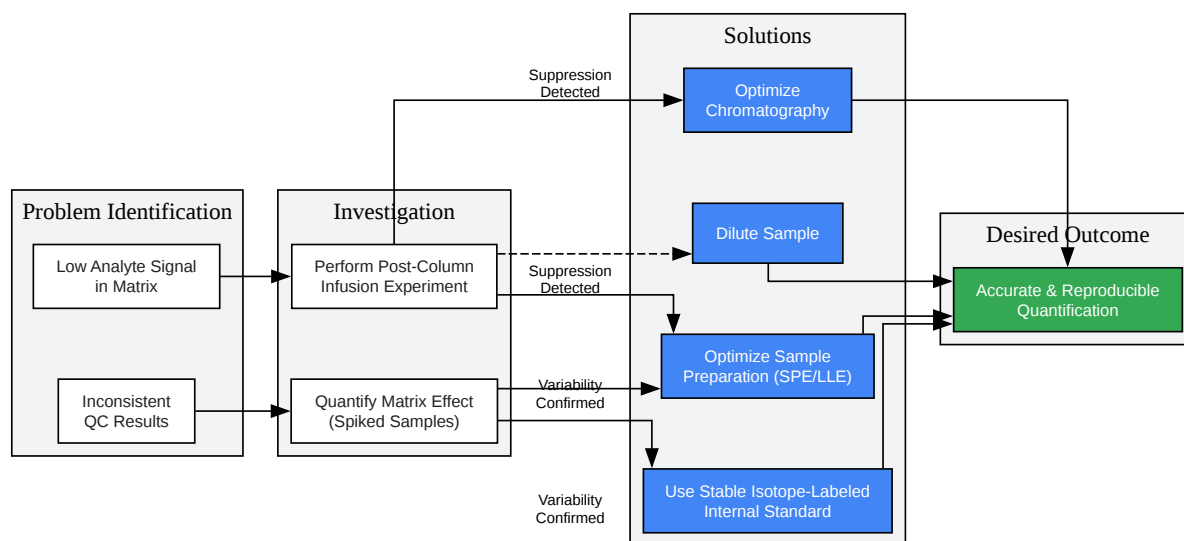 Solutions
Suppression
Detected
Optimize
Chromatography
Problem Identification
Investigation
Dilute Sample
Desired Outcome
Low Analyte Signal
in Matrix
Perform Post-Column
Infusion Experiment
Suppression
Detected
Accurate & Reproducible
Quantification
Optimize Sample
Preparation (SPE/LLE)
Inconsistent
QC Results
Quantify Matrix Effect
(Spiked Samples)
Variability
Confirmed
Use Stable Isotope-Labeled
Internal Standard
Variability
Confirmed